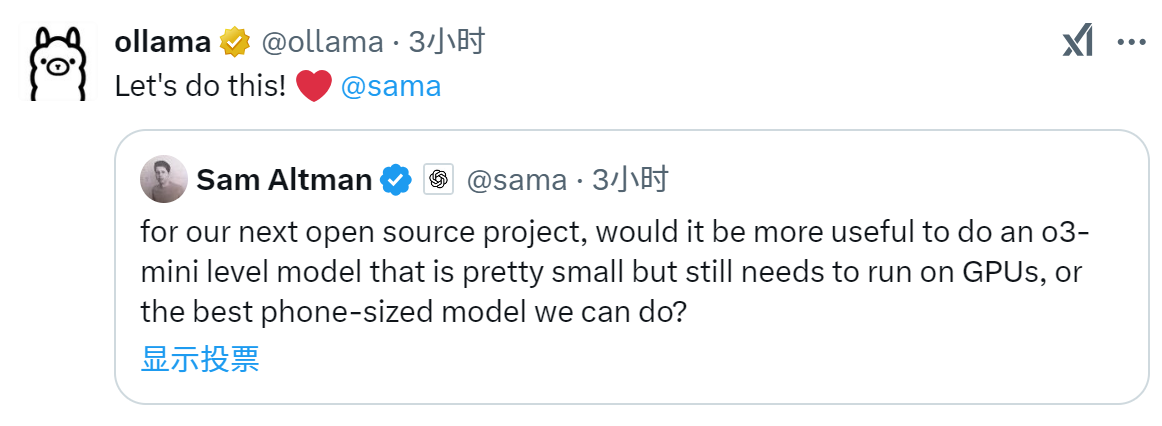 ollama @ollama · 3小时
Let's do this! ❤️ @sama
Sam Altman @sama · 3小时
for our next open source project, would it be more useful to do an o3-
mini level model that is pretty small but still needs to run on GPUs, or
the best phone-sized model we can do?
显示投票